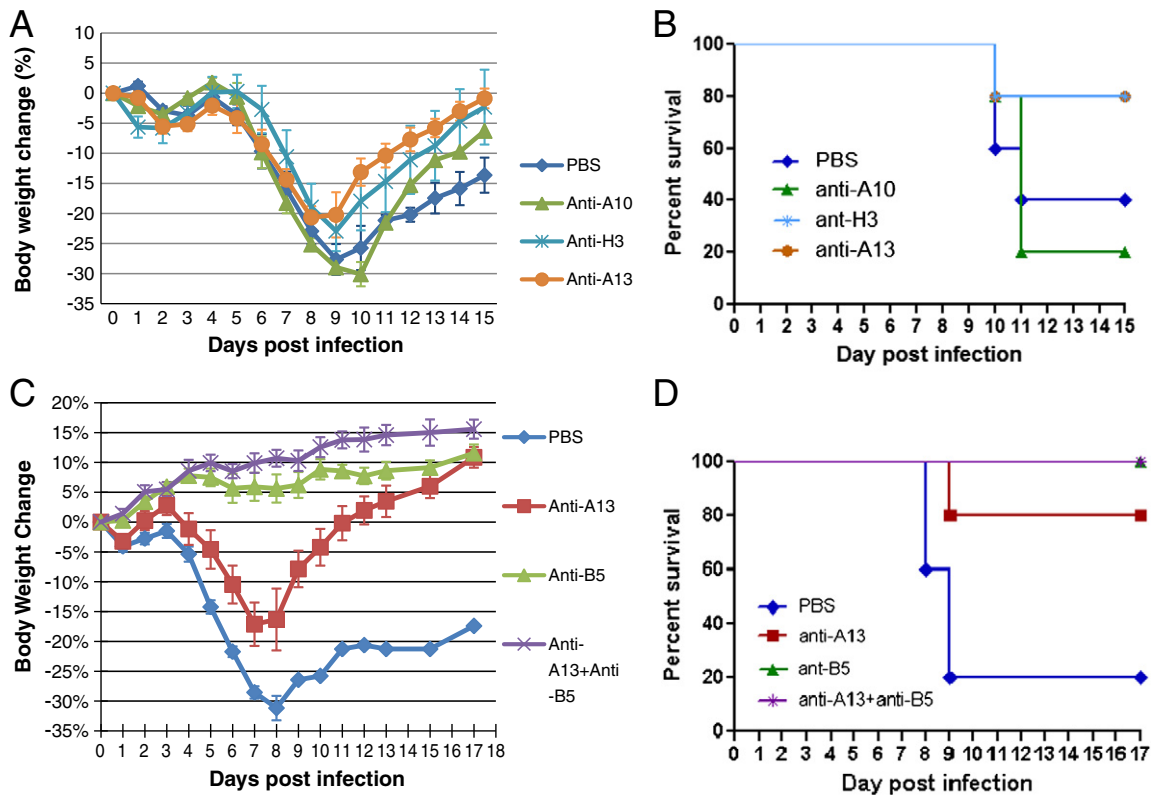 A
10
5
0
-5
-10
-15
-20
-25
-30
-35
Body weight change (%)
0 1 2 3 4 5 6 7 8 9 10 11 12 13 14 15
Days post infection
PBS
Anti-A10
Anti-H3
Anti-A13
B
100
80
60
40
20
0
Percent survival
0 1 2 3 4 5 6 7 8 9 10 11 12 13 14 15
Day post infection
PBS
anti-A10
ant-H3
anti-A13
C
20%
15%
10%
5%
0%
-5%
-10%
-15%
-20%
-25%
-30%
-35%
Body Weight Change
0 1 2 3 4 5 6 7 8 9 10 11 12 13 14 15 16 17 18
Days post infection
PBS
Anti-A13
Anti-B5
Anti-
A13+Anti
-B5
D
100
80
60
40
20
0
Percent survival
0 1 2 3 4 5 6 7 8 9 10 11 12 13 14 15 16 17
Day post infection
PBS
anti-A13
ant-B5
anti-A13+anti-B5